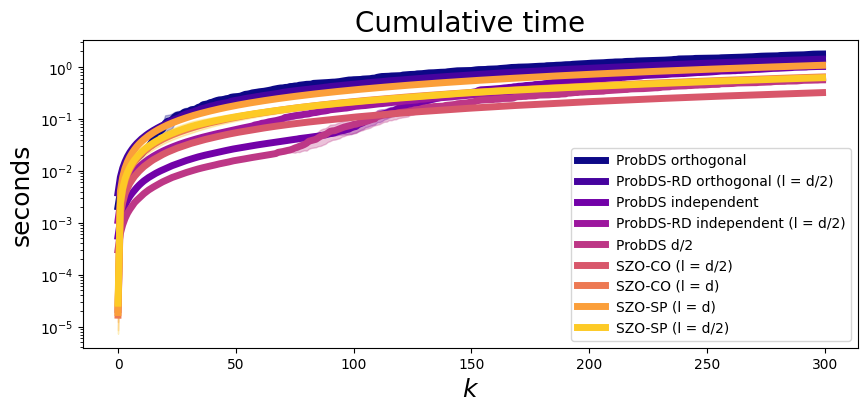 Cumulative time
seconds
10^0
10^-1
10^-2
10^-3
10^-4
10^-5
ProbDS orthogonal
ProbDS-RD orthogonal (l = d/2)
ProbDS independent
ProbDS-RD independent (l = d/2)
ProbDS d/2
SZO-CO (l = d/2)
SZO-CO (l = d)
SZO-SP (l = d)
SZO-SP (l = d/2)
0 50 100 150 200 250 300
k